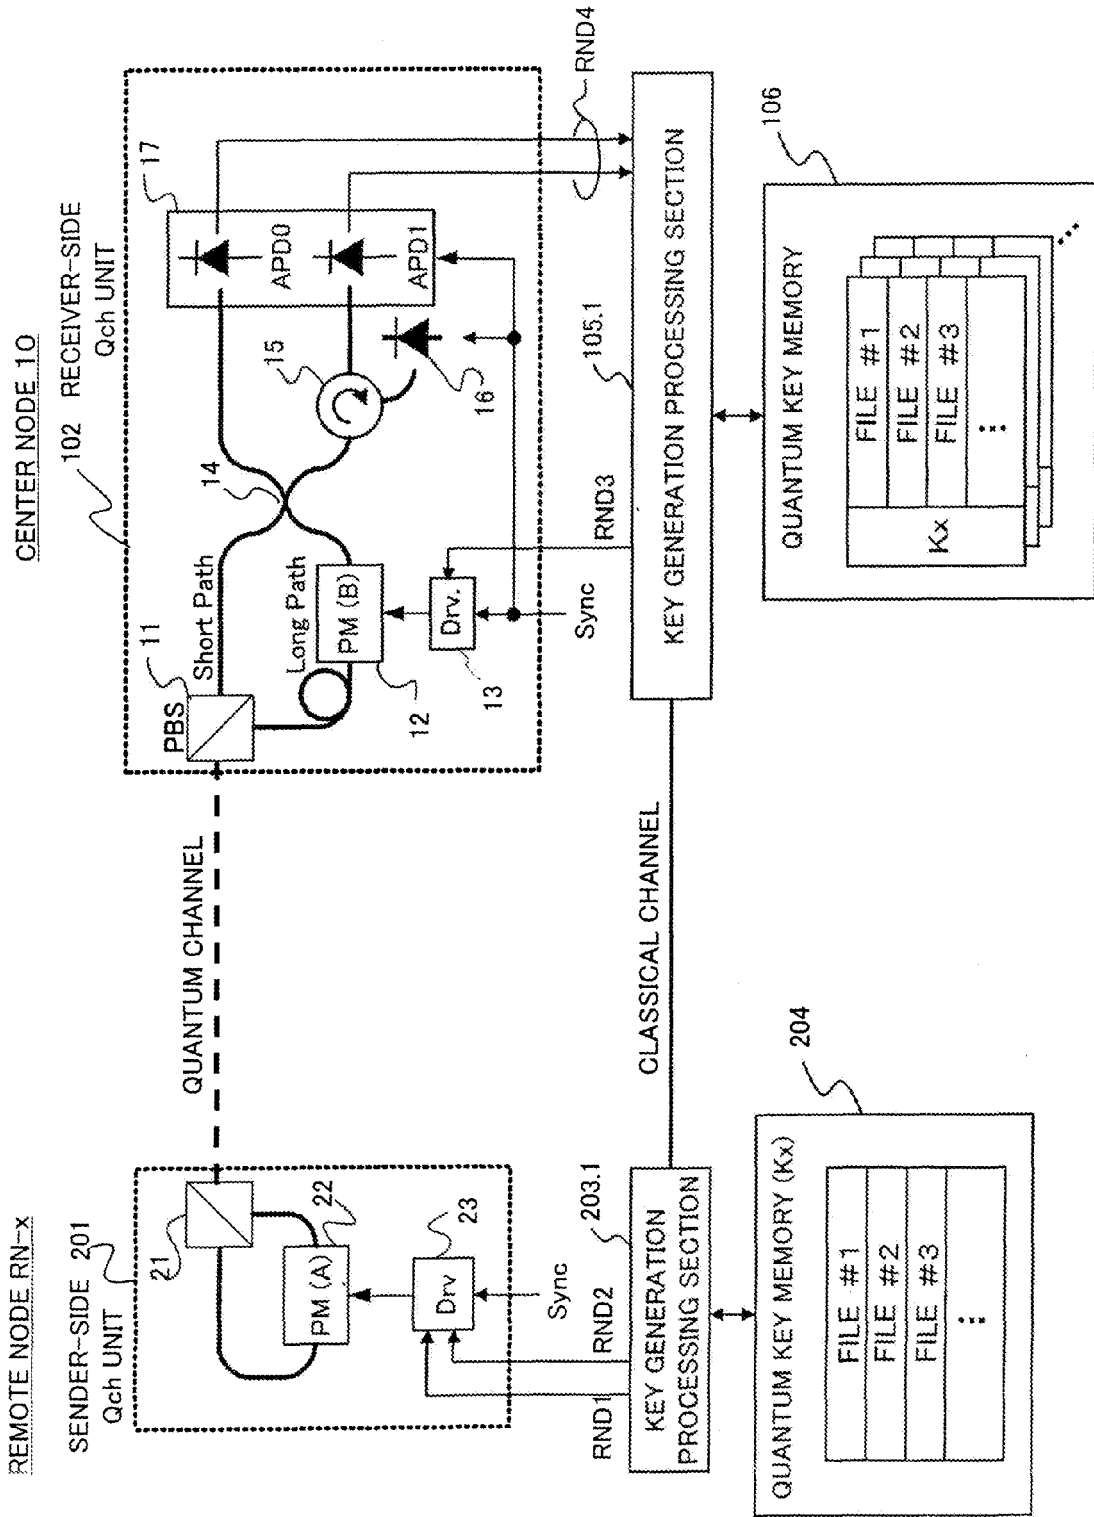 REMOTE NODE RN-x
SENDER-SIDE 201
Qch UNIT
21
PM (A)
22
Drv
23
Sync
RND1
RND2
KEY GENERATION
PROCESSING SECTION
203.1
QUANTUM KEY MEMORY (Kx)
204
FILE #1
FILE #2
FILE #3
QUANTUM CHANNEL
CLASSICAL CHANNEL
CENTER NODE 10
102 RECEIVER-SIDE
Qch UNIT
PBS
11
Short Path
Long Path
PM (B)
12
Drv.
13
Sync
14
15
16
17
APD0
APD1
RND3
RND4
KEY GENERATION PROCESSING SECTION
105.1
QUANTUM KEY MEMORY
106
Kx
FILE #1
FILE #2
FILE #3